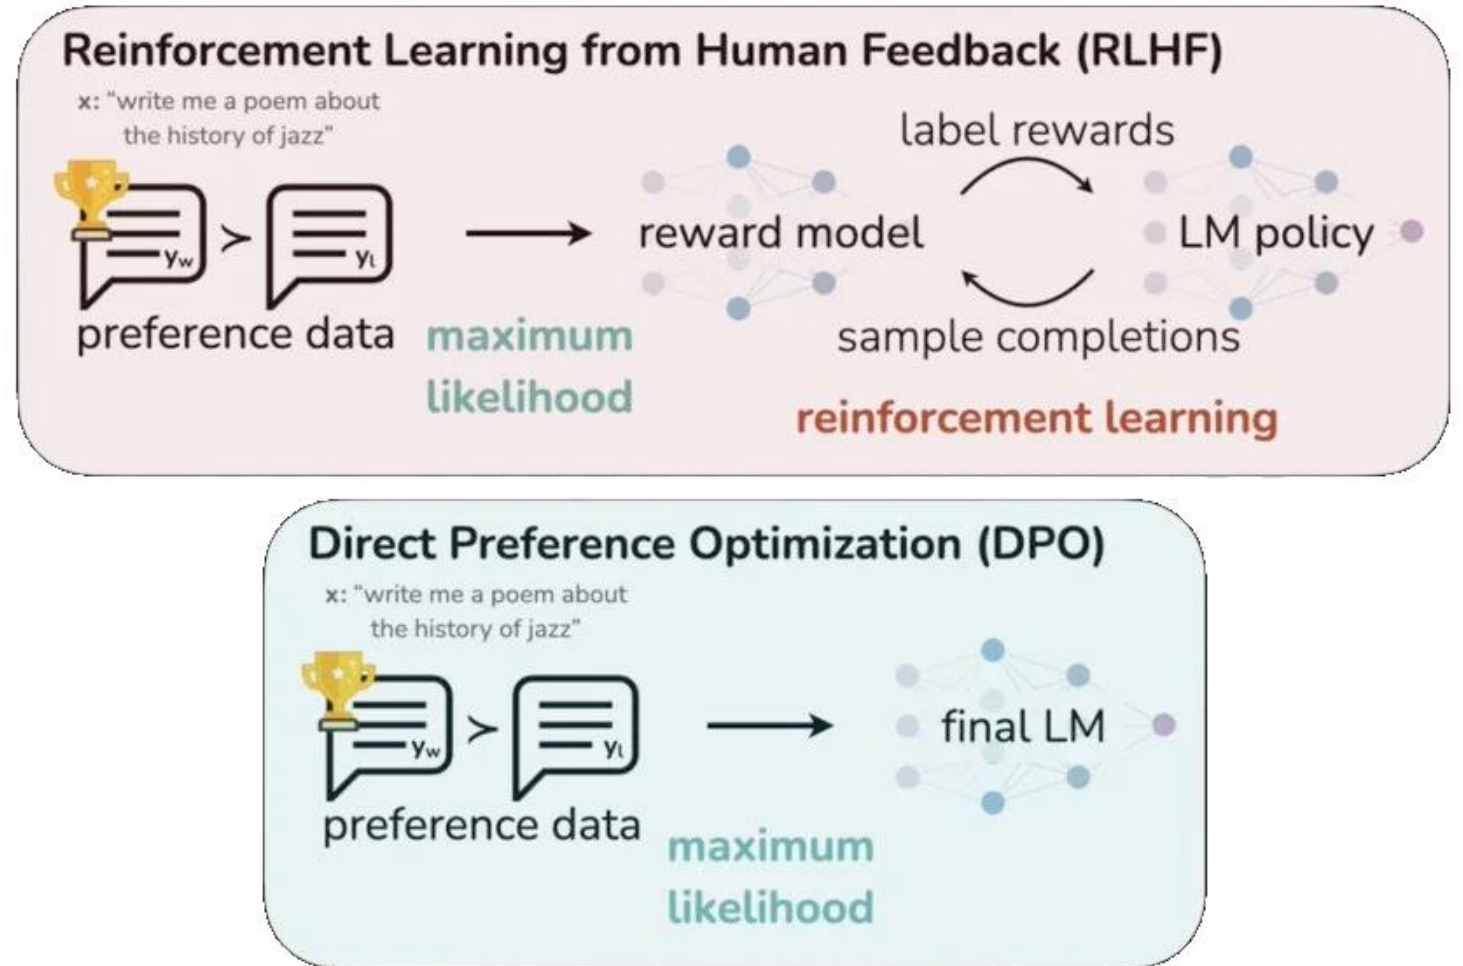 Reinforcement Learning from Human Feedback (RLHF)
x: "write me a poem about
the history of jazz"
label rewards
yw
yl
reward model
LM policy
preference data
maximum
likelihood
sample completions
reinforcement learning
Direct Preference Optimization (DPO)
x: "write me a poem about
the history of jazz"
yw
yl
final LM
preference data
maximum
likelihood